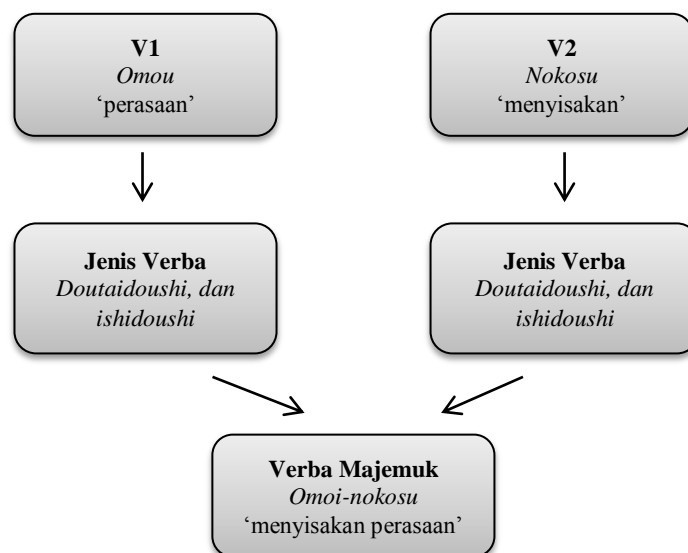 V1
Omou
‘perasaan’
V2
Nokosu
‘menyisakan’
Jenis Verba
Doutaidoushi, dan
ishidoushi
Jenis Verba
Doutaidoushi, dan
ishidoushi
Verba Majemuk
Omoi-nokosu
‘menyisakan perasaan’